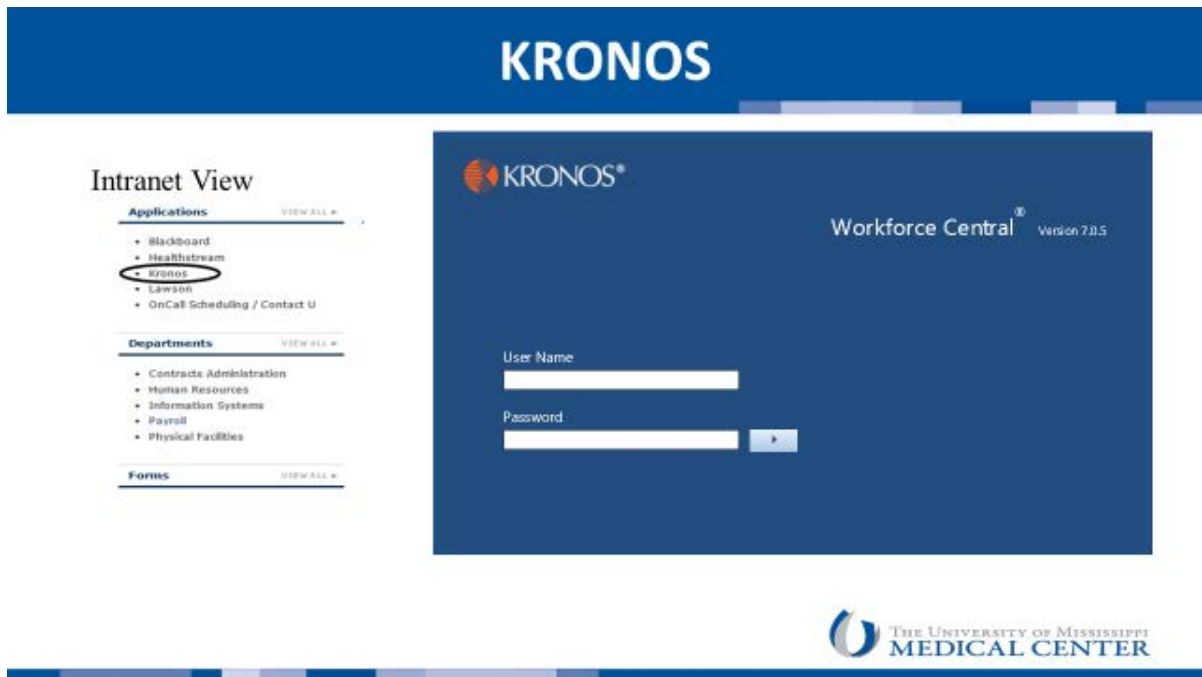 KRONOS
Intranet View
Applications VIEW ALL
• Blackboard
• Healthstream
• Kronos
• Lawson
• OnCall Scheduling / Contact U
Departments VIEW ALL
• Contracts Administration
• Human Resources
• Information Systems
• Payroll
• Physical Facilities
Forms VIEW ALL
KRONOS®
Workforce Central® Version 7.0.5
User Name
Password
THE UNIVERSITY OF MISSISSIPPI
MEDICAL CENTER